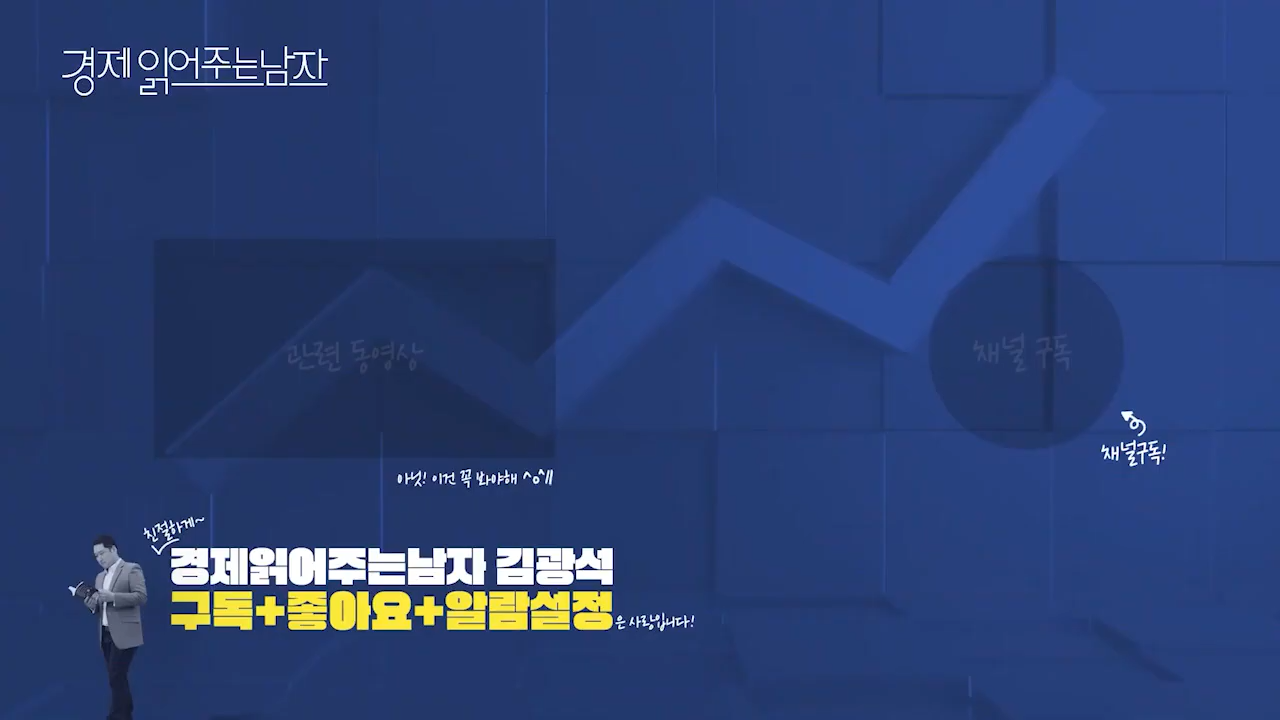 경제 읽어주는남자
관련 동영상
채널 구독
채널구독!
아넛! 이건 꼭 봐야해 ^o^//
친절하게~
경제읽어주는남자 김광석
구독+좋아요+알람설정은 사랑입니다!